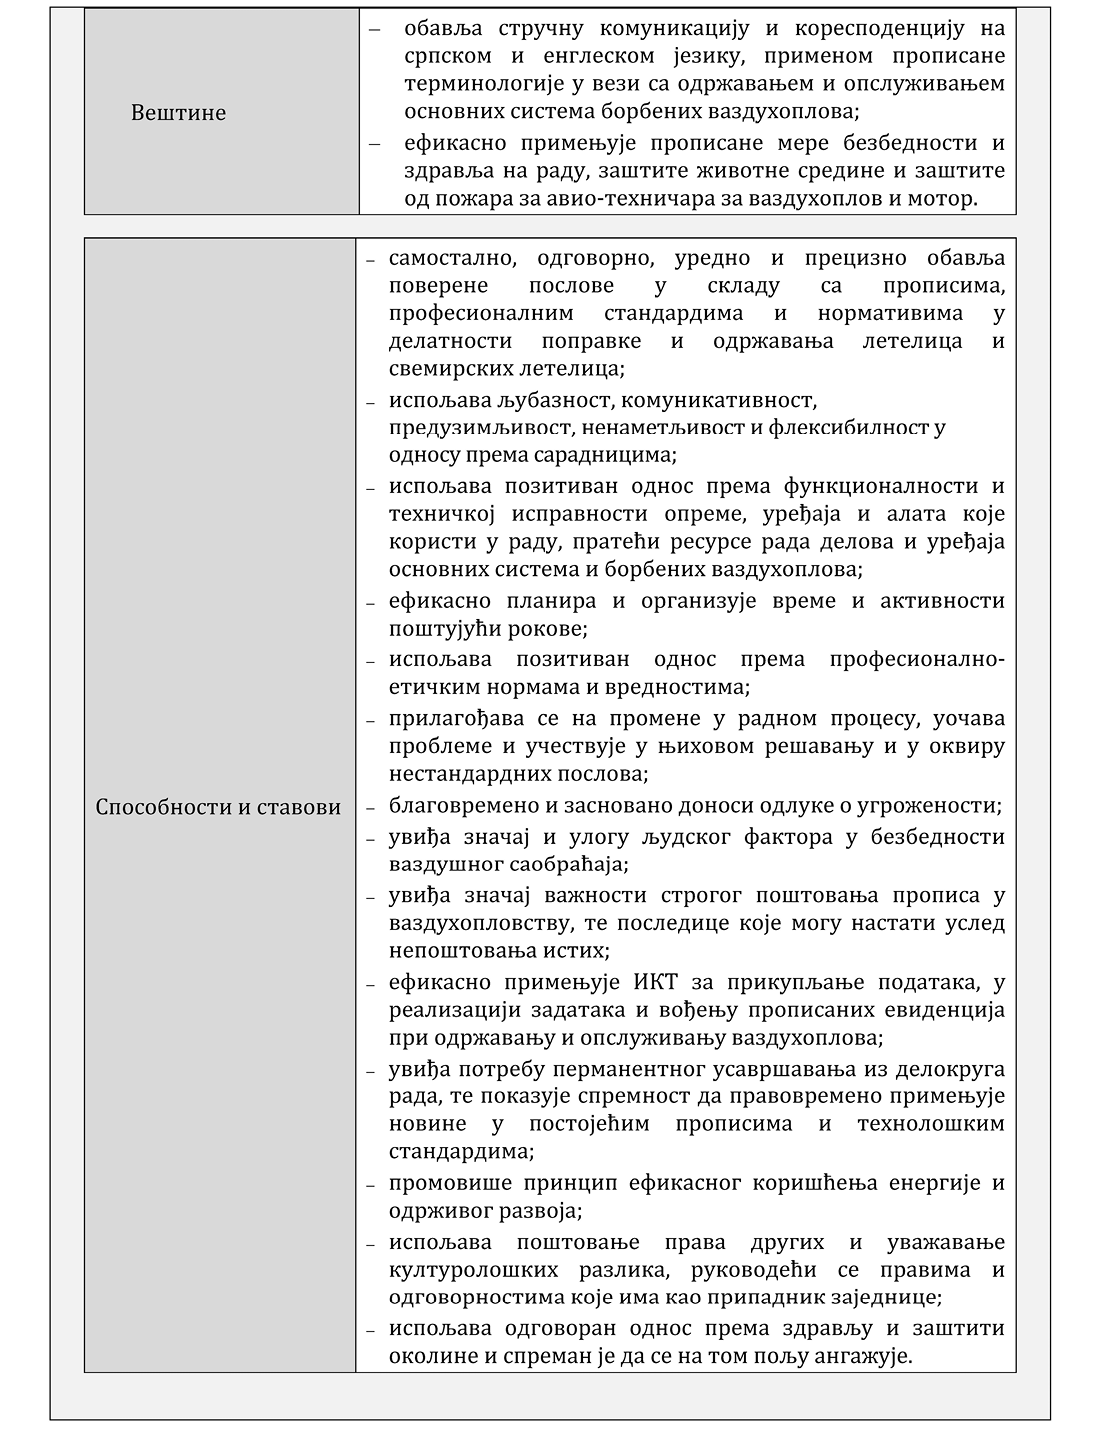 Вештине
– обавља стручну комуникацију и кореспонденцију на
српском и енглеском језику, применом прописане
терминологије у вези са одржавањем и опслуживањем
основних система борбених ваздухоплова;
– ефикасно примењује прописане мере безбедности и
здравља на раду, заштите животне средине и заштите
од пожара за авио-техничара за ваздухоплов и мотор.
Способности и ставови
– самостално, одговорно, уредно и прецизно обавља
поверене послове у складу са прописима,
професионалним стандардима и нормативима у
делатности поправке и одржавања летелица и
свемирских летелица;
– испољава љубазност, комуникативност,
предузимљивост, ненаметљивост и флексибилност у
односу према сарадницима;
– испољава позитиван однос према функционалности и
техничкој исправности опреме, уређаја и алата које
користи у раду, пратећи ресурсе рада делова и уређаја
основних система и борбених ваздухоплова;
– ефикасно планира и организује време и активности
поштујући рокове;
– испољава позитиван однос према професионално-
етичким нормама и вредностима;
– прилагођава се на промене у радном процесу, уочава
проблеме и учествује у њиховом решавању и у оквиру
нестандардних послова;
– благовремено и засновано доноси одлуке о угрожености;
– увиђа значај и улогу људског фактора у безбедности
ваздушног саобраћаја;
– увиђа значај важности строгог поштовања прописа у
ваздухопловству, те последице које могу настати услед
непоштовања истих;
– ефикасно примењује ИКТ за прикупљање података, у
реализацији задатака и вођењу прописаних евиденција
при одржавању и опслуживању ваздухоплова;
– увиђа потребу перманентног усавршавања из делокруга
рада, те показује спремност да правовремено примењује
новине у постојећим прописима и технолошким
стандардима;
– промовише принцип ефикасног коришћења енергије и
одрживог развоја;
– испољава поштовање права других и уважавање
културолошких разлика, руководећи се правима и
одговорностима које има као припадник заједнице;
– испољава одговоран однос према здрављу и заштити
околине и спреман је да се на том пољу ангажује.